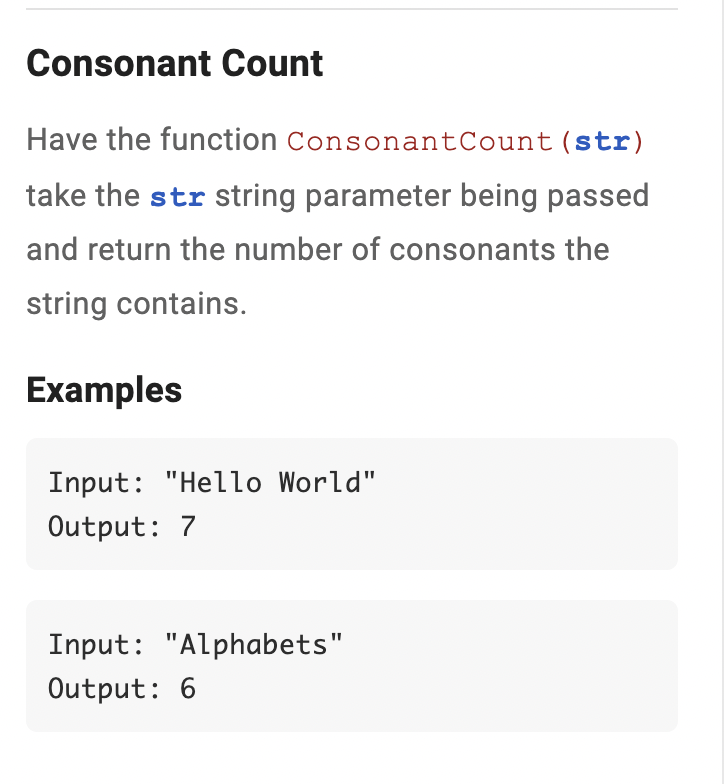 Consonant Count
Have the function ConsonantCount(str)
take the str string parameter being passed
and return the number of consonants the
string contains.
Examples
Input: "Hello World"
Output: 7
Input: "Alphabets"
Output: 6